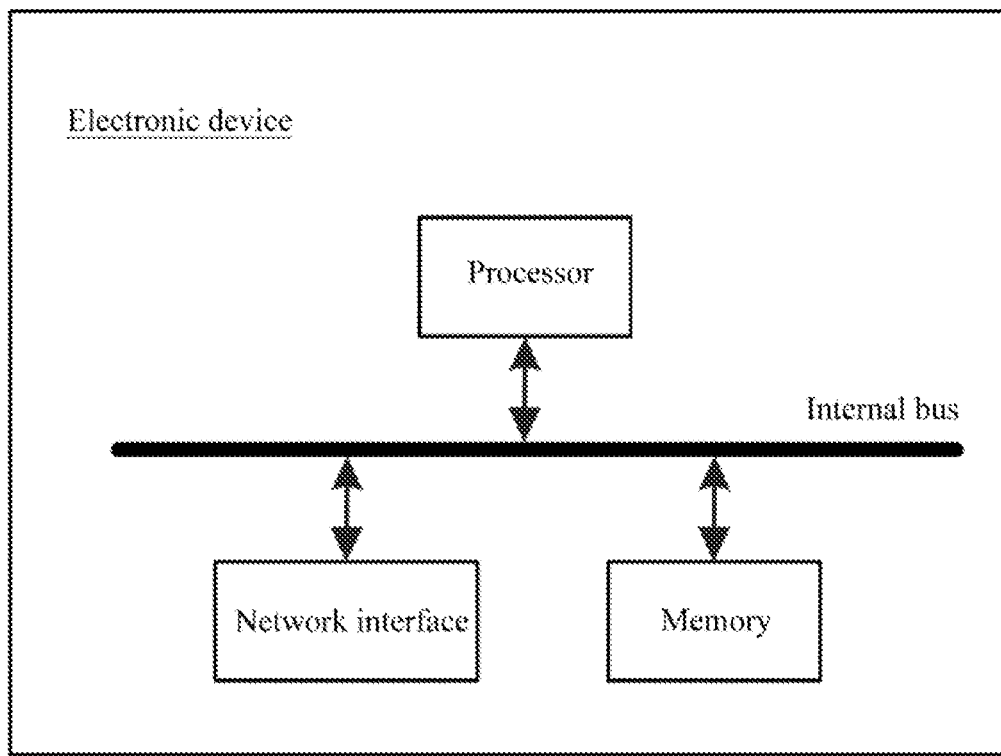 Electronic device
Processor
Internal bus
Network interface
Memory